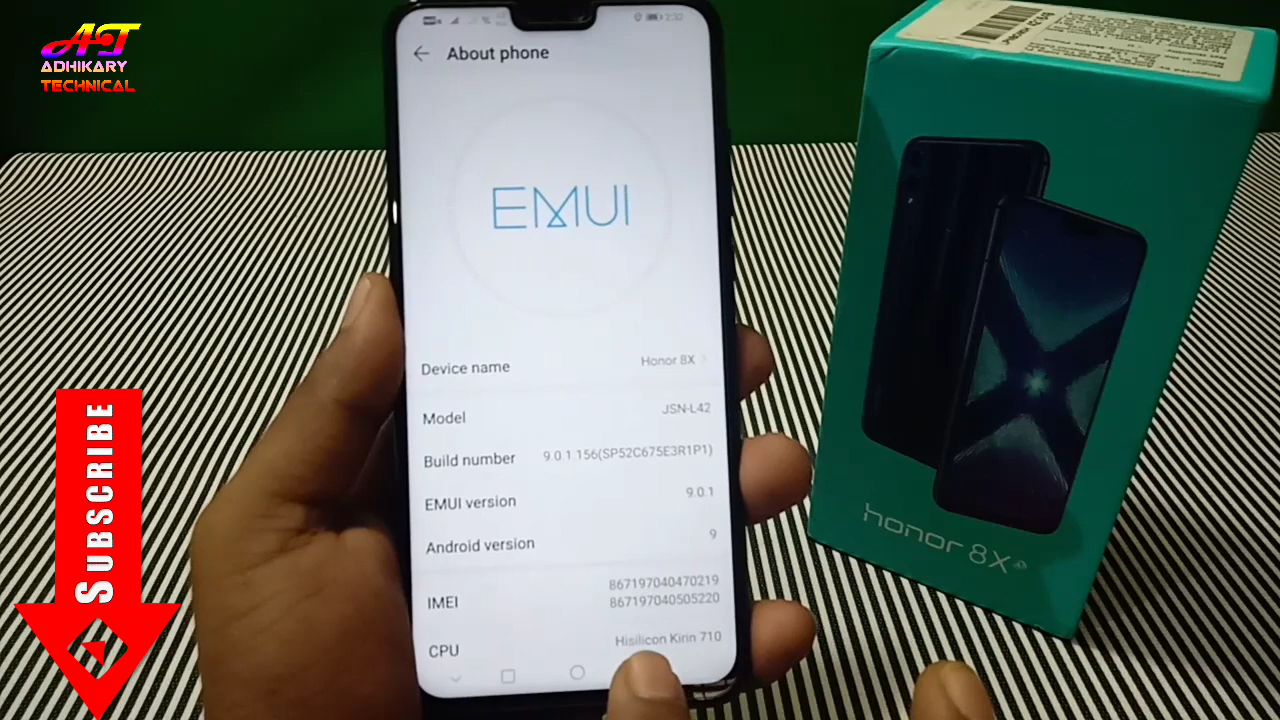 AT
ADHIKARY
TECHNICAL
2:32
About phone
EMUI
Device name Honor 8X
Model JSN-L42
Build number 9.0.1.156(SP52C675E3R1P1)
EMUI version 9.0.1
Android version 9
IMEI 867197040470219
867197040505220
CPU Hisilicon Kirin 710
honor 8X
SUBSCRIBE